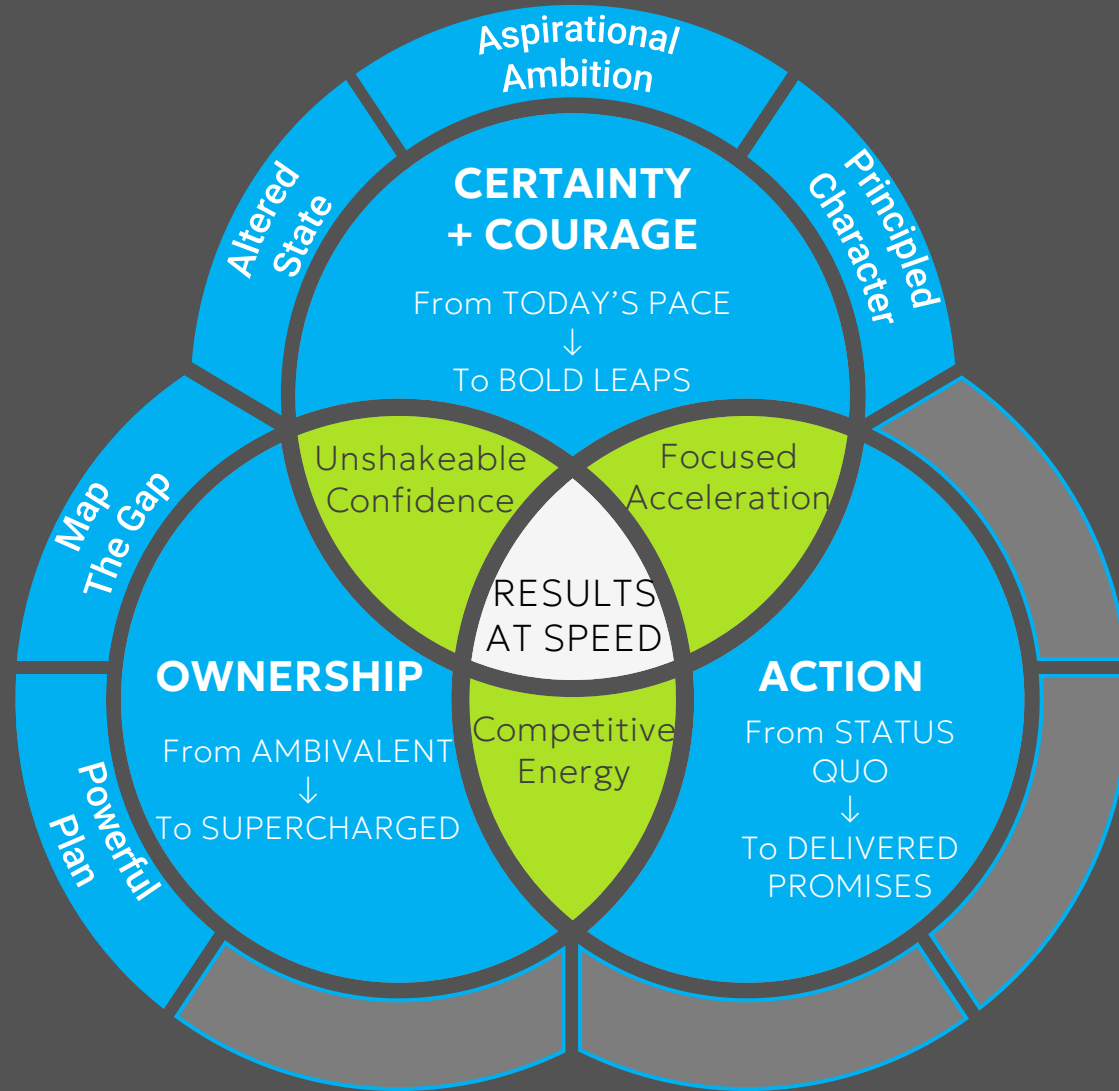 Aspirational
Ambition
Altered
State
Principled
Character
CERTAINTY
+ COURAGE
From TODAY’S PACE
↓
To BOLD LEAPS
Unshakeable
Confidence
Focused
Acceleration
Map
The Gap
RESULTS
AT SPEED
OWNERSHIP
From AMBIVALENT
↓
To SUPERCHARGED
ACTION
From STATUS
QUO
↓
To DELIVERED
PROMISES
Competitive
Energy
Powerful
Plan